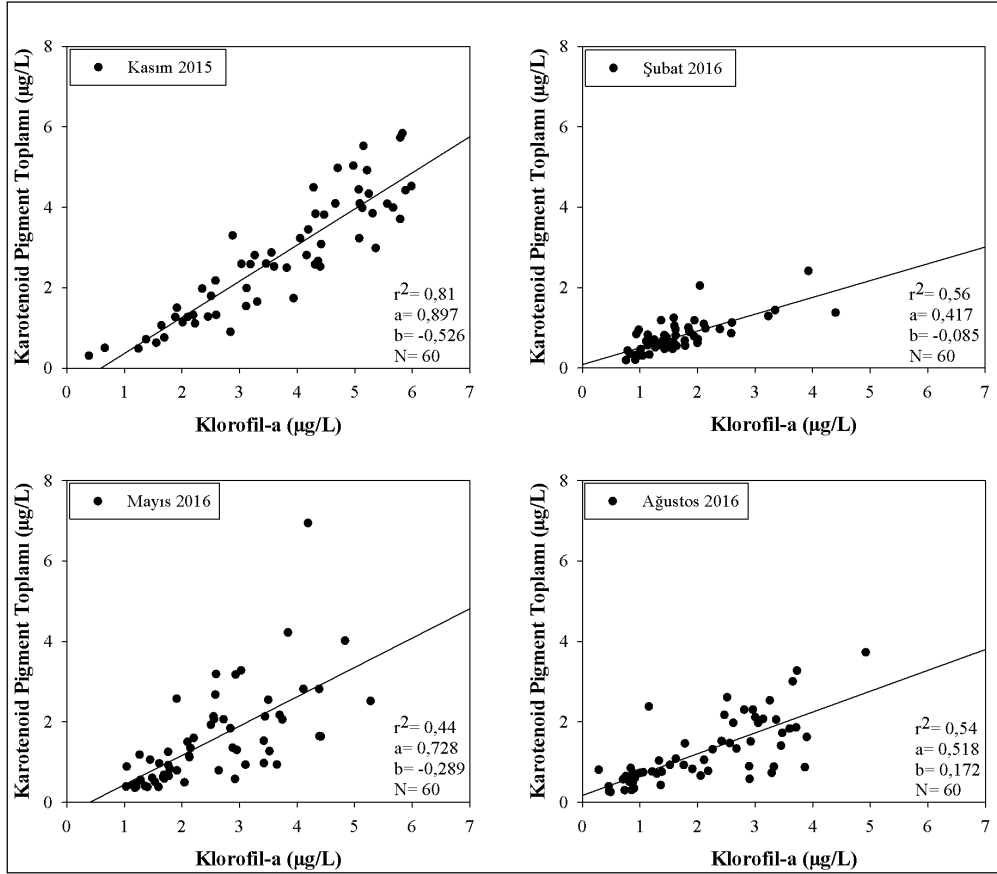 Kasım 2015
Karotenoid Pigment Toplamı (µg/L)
8
6
4
2
0
r2= 0,81
a= 0,897
b= -0,526
N= 60
0 1 2 3 4 5 6 7
Klorofil-a (µg/L)
Şubat 2016
Karotenoid Pigment Toplamı (µg/L)
8
6
4
2
0
r2= 0,56
a= 0,417
b= -0,085
N= 60
0 1 2 3 4 5 6 7
Klorofil-a (µg/L)
Mayıs 2016
Karotenoid Pigment Toplamı (µg/L)
8
6
4
2
0
r2= 0,44
a= 0,728
b= -0,289
N= 60
0 1 2 3 4 5 6 7
Klorofil-a (µg/L)
Ağustos 2016
Karotenoid Pigment Toplamı (µg/L)
8
6
4
2
0
r2= 0,54
a= 0,518
b= 0,172
N= 60
0 1 2 3 4 5 6 7
Klorofil-a (µg/L)